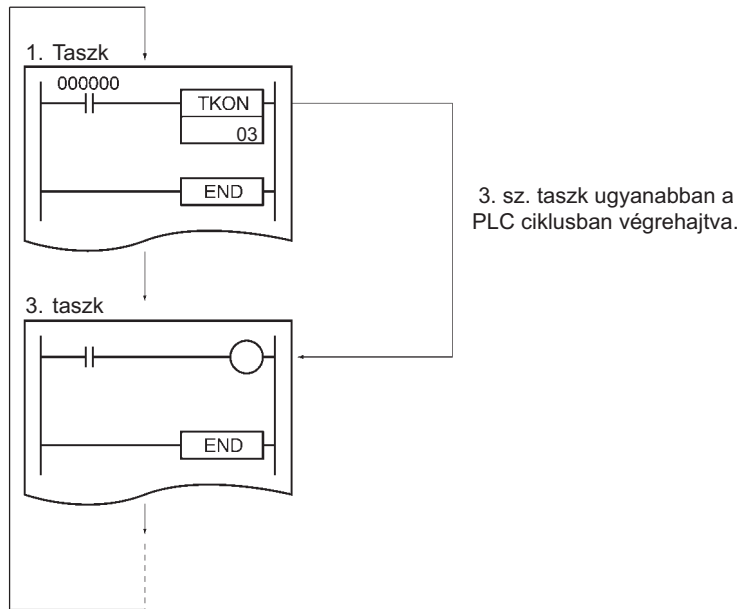 1. Taszk
000000
TKON
03
END
3. sz. taszk ugyanabban a
PLC ciklusban végrehajtva.
3. taszk
END